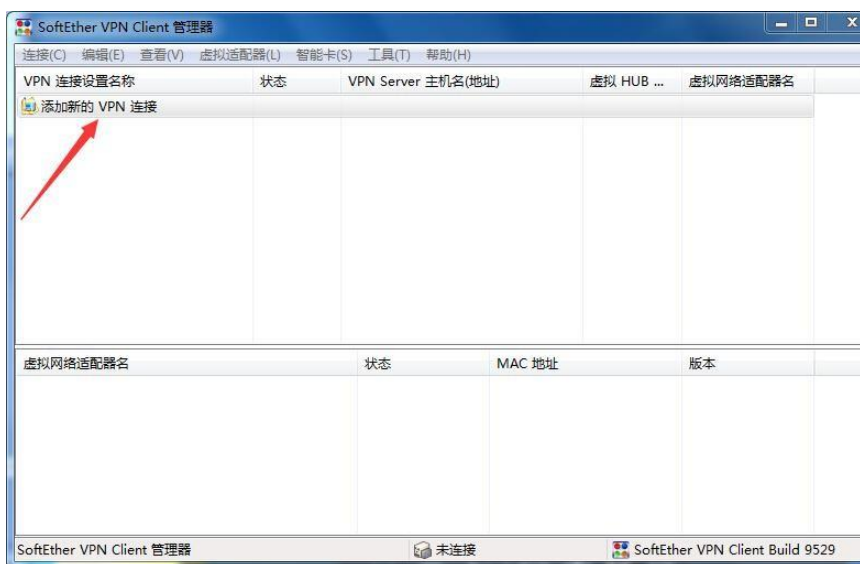 SoftEther VPN Client 管理器
连接(C) 编辑(E) 查看(V) 虚拟适配器(L) 智能卡(S) 工具(T) 帮助(H)
VPN 连接设置名称 状态 VPN Server 主机名(地址) 虚拟 HUB ... 虚拟网络适配器名
添加新的 VPN 连接
虚拟网络适配器名 状态 MAC 地址 版本
SoftEther VPN Client 管理器 未连接 SoftEther VPN Client Build 9529